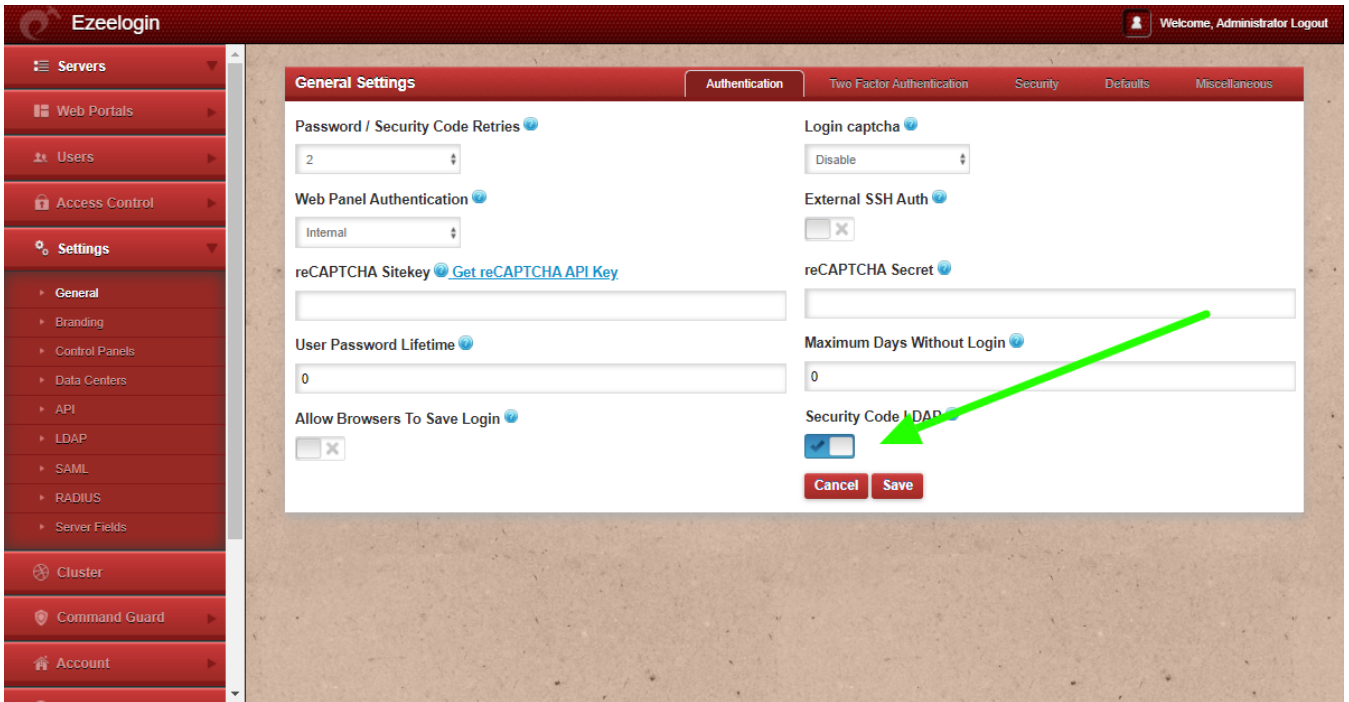 Ezeelogin
Welcome, Administrator Logout
Servers
Web Portals
Users
Access Control
Settings
General
Branding
Control Panels
Data Centers
API
LDAP
SAML
RADIUS
Server Fields
Cluster
Command Guard
Account
General Settings
Authentication
Two Factor Authentication
Security
Defaults
Miscellaneous
Password / Security Code Retries
2
Login captcha
Disable
Web Panel Authentication
Internal
External SSH Auth
reCAPTCHA Sitekey Get reCAPTCHA API Key
reCAPTCHA Secret
User Password Lifetime
0
Maximum Days Without Login
0
Allow Browsers To Save Login
Security Code LDAP
Cancel
Save